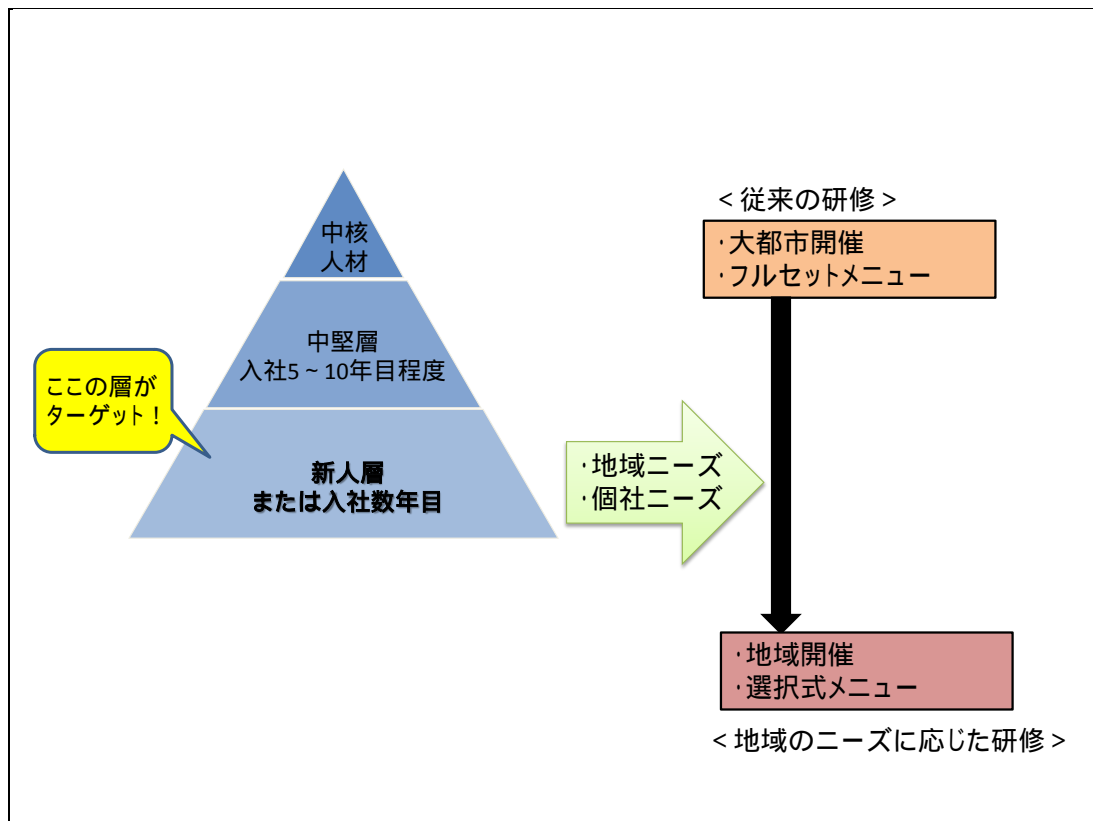 中核
人材
中堅層
入社5~10年目程度
ここの層が
ターゲット!
新人層
または入社数年目
・地域ニーズ
・個社ニーズ
<従来の研修>
・大都市開催
・フルセットメニュー
・地域開催
・選択式メニュー
<地域のニーズに応じた研修>